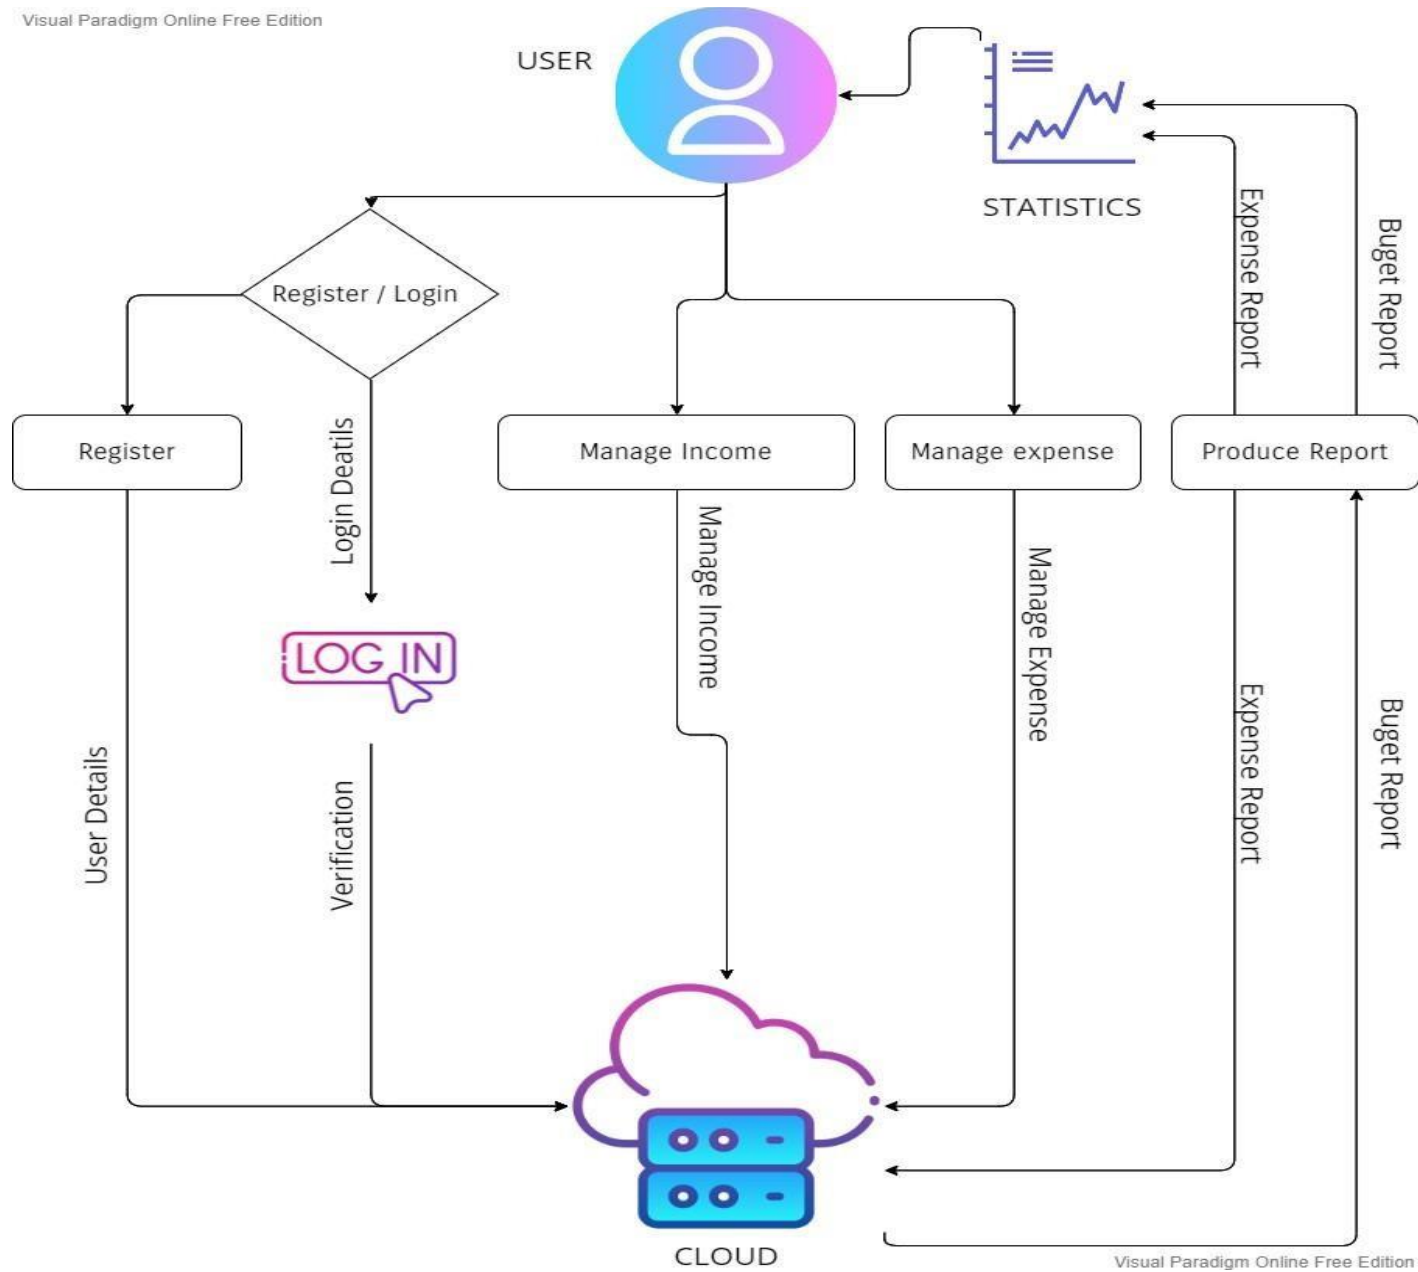 Visual Paradigm Online Free Edition
USER
STATISTICS
Expense Report
Buget Report
Register / Login
Register
Login Deatils
Manage Income
Manage expense
Produce Report
Manage Income
Manage Expense
LOG IN
Expense Report
Buget Report
User Details
Verification
CLOUD
Visual Paradigm Online Free Edition